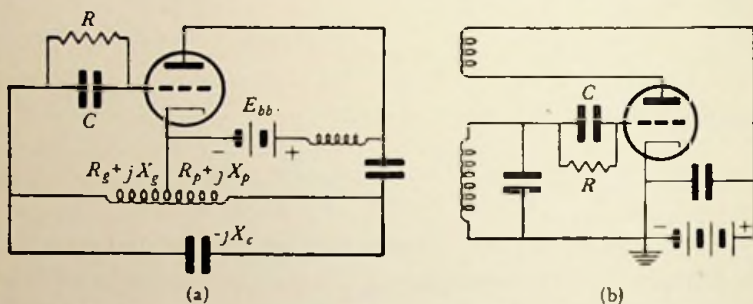 R
C
E_bb
- +
R_g+jX_g R_p+jX_p
-jX_c
(a)
C
R
- +
(b)